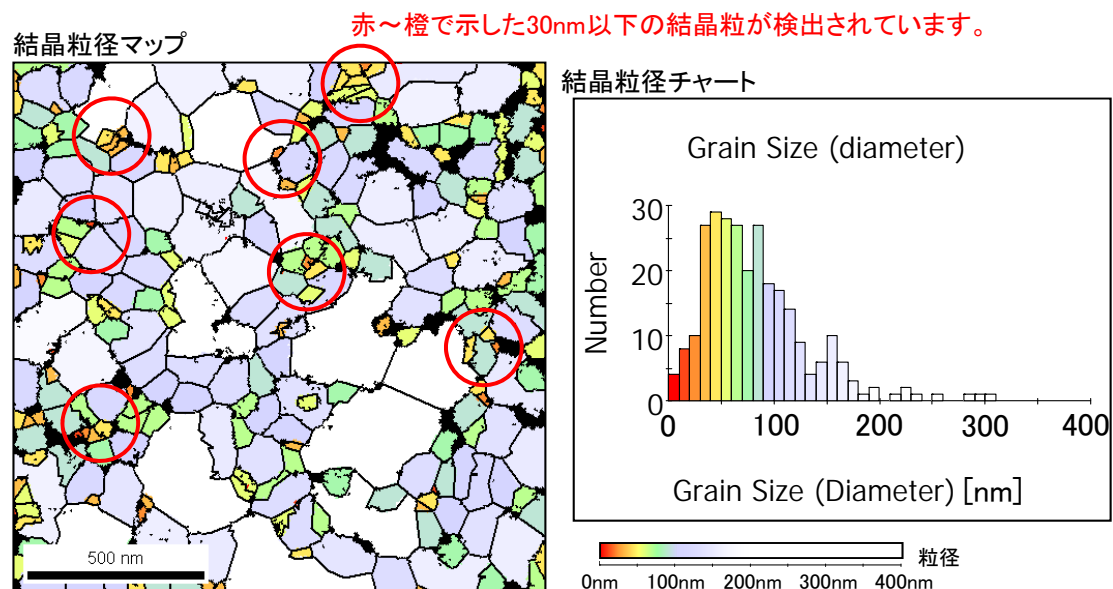 赤～橙で示した30nm以下の結晶粒が検出されています。
結晶粒径マップ
500 nm
結晶粒径チャート
Grain Size (diameter)
Number
30
20
10
0
0 100 200 300 400
Grain Size (Diameter) [nm]
粒径
0nm 100nm 200nm 300nm 400nm